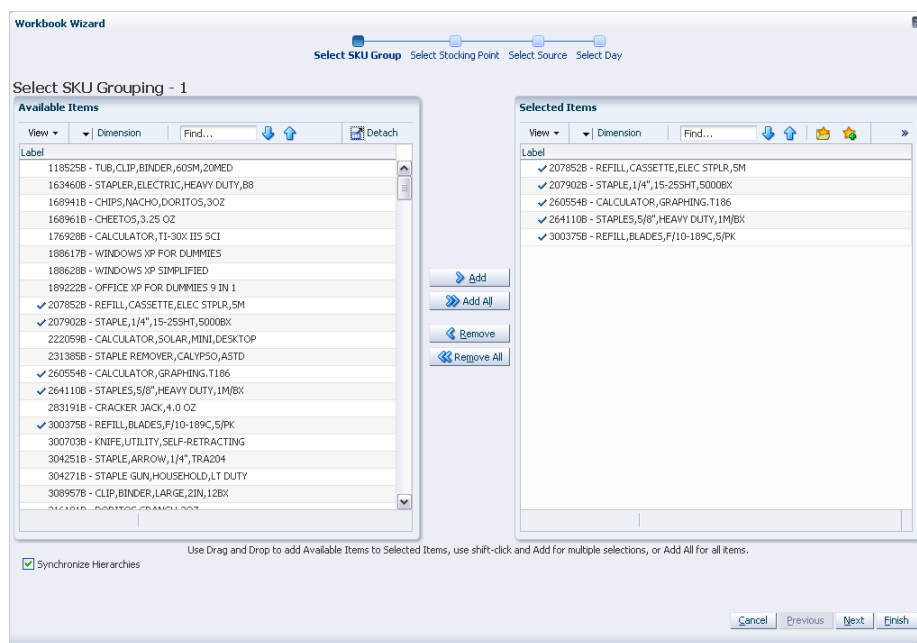 Workbook Wizard
Select SKU Group Select Stocking Point Select Source Select Day
Select SKU Grouping - 1
Available Items
View Dimension Find... Detach
Label
118525B - TUB,CLIP,BINDER,60SM,20MED
163460B - STAPLER,ELECTRIC,HEAVY DUTY,B8
168941B - CHIPS,NACHO,DORITOS,3OZ
168961B - CHEETOS,3.25 OZ
176928B - CALCULATOR,TI-30X IIS SCI
188617B - WINDOWS XP FOR DUMMIES
188628B - WINDOWS XP SIMPLIFIED
189222B - OFFICE XP FOR DUMMIES 9 IN 1
207852B - REFILL,CASSETTE,ELEC STPLR,5M
207902B - STAPLE,1/4",15-25SHT,5000BX
222059B - CALCULATOR,SOLAR,MINI,DESKTOP
231385B - STAPLE REMOVER,CALYPSO,ASTD
260554B - CALCULATOR,GRAPHING.T186
264110B - STAPLES,5/8",HEAVY DUTY,1M/BX
283191B - CRACKER JACK,4.0 OZ
300375B - REFILL,BLADES,F/10-189C,5/PK
300703B - KNIFE,UTILITY,SELF-RETRACTING
304251B - STAPLE,ARROW,1/4",TRA204
304271B - STAPLE GUN,HOUSEHOLD,LT DUTY
308957B - CLIP,BINDER,LARGE,2IN,12BX
Add
Add All
Remove
Remove All
Selected Items
View Dimension Find... »
Label
207852B - REFILL,CASSETTE,ELEC STPLR,5M
207902B - STAPLE,1/4",15-25SHT,5000BX
260554B - CALCULATOR,GRAPHING.T186
264110B - STAPLES,5/8",HEAVY DUTY,1M/BX
300375B - REFILL,BLADES,F/10-189C,5/PK
Use Drag and Drop to add Available Items to Selected Items, use shift-click and Add for multiple selections, or Add All for all items.
Synchronize Hierarchies
Cancel Previous Next Finish